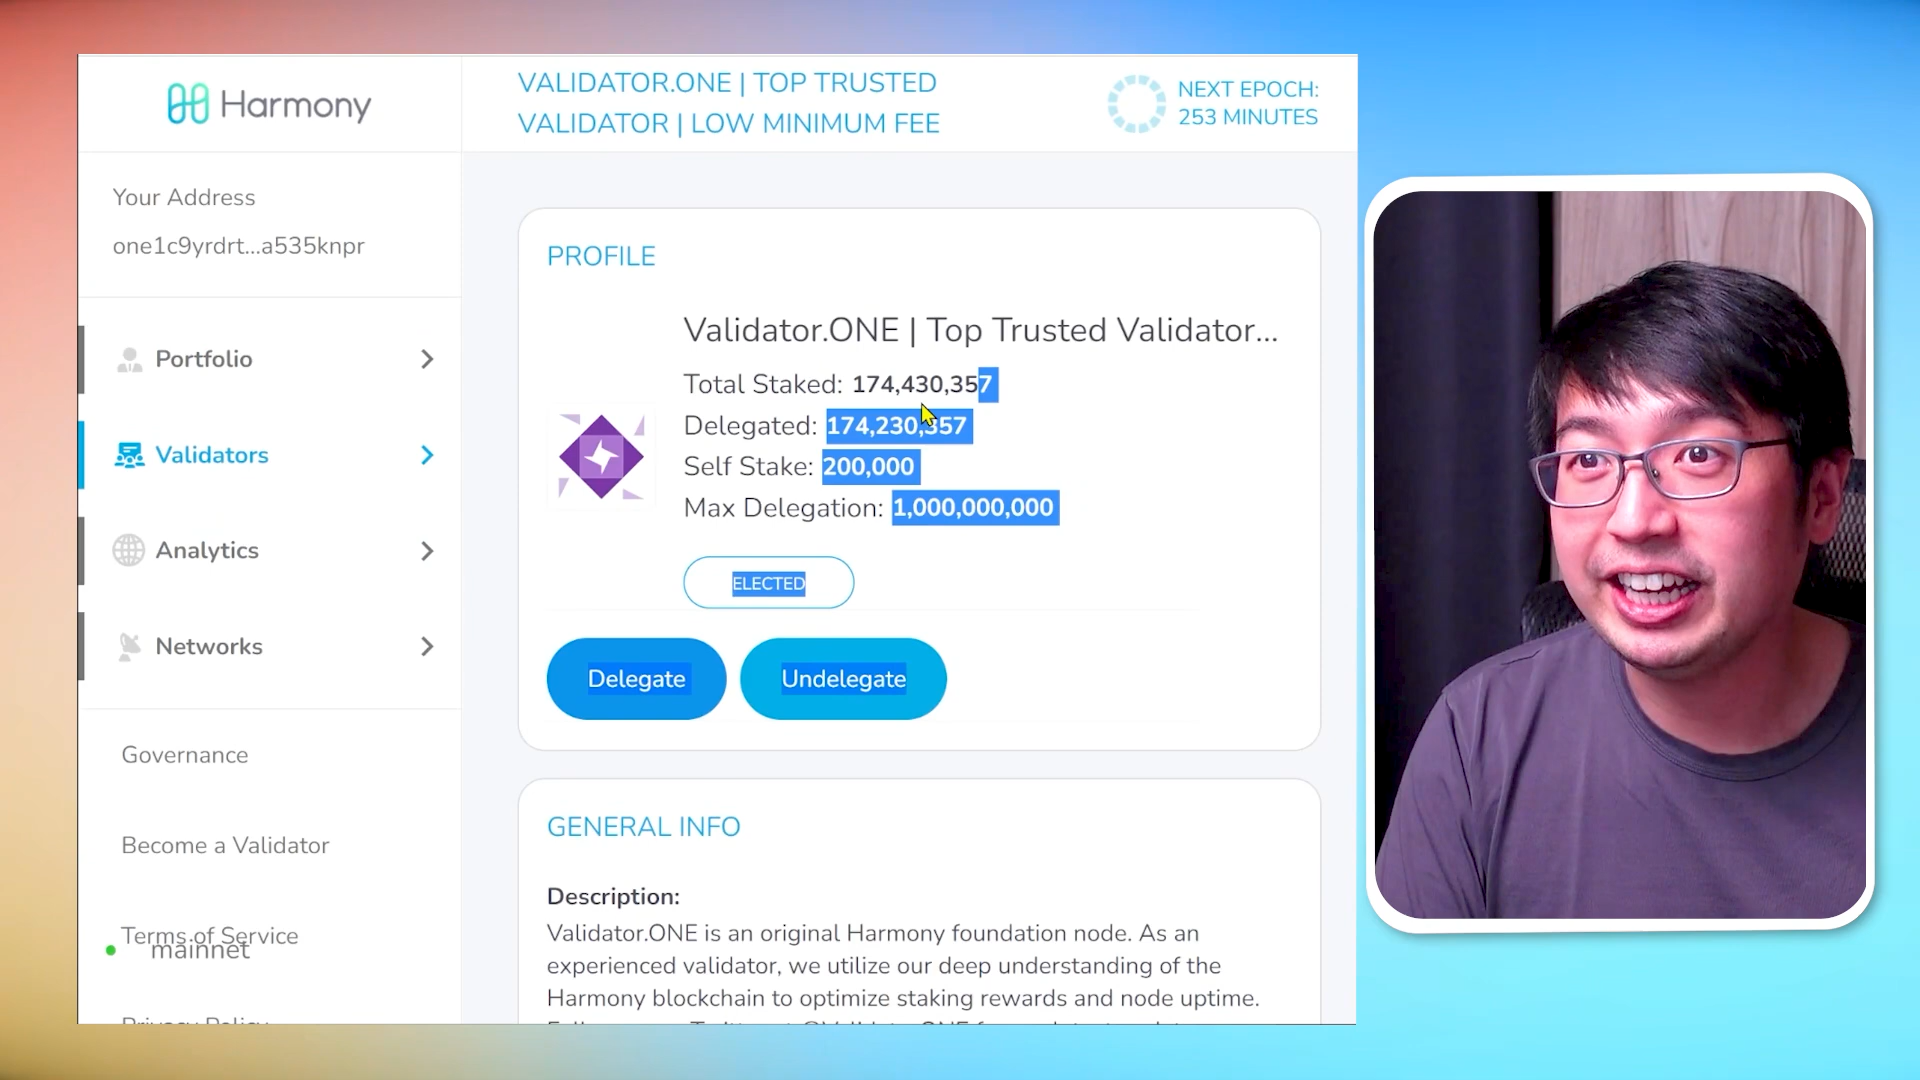 Harmony
VALIDATOR.ONE | TOP TRUSTED
VALIDATOR | LOW MINIMUM FEE
NEXT EPOCH:
253 MINUTES
Your Address
one1c9yrdrt...a535knpr
Portfolio
Validators
Analytics
Networks
Governance
Become a Validator
Terms of Service
mainnet
Privacy Policy
PROFILE
Validator.ONE | Top Trusted Validator...
Total Staked: 174,430,357
Delegated: 174,230,357
Self Stake: 200,000
Max Delegation: 1,000,000,000
ELECTED
Delegate
Undelegate
GENERAL INFO
Description:
Validator.ONE is an original Harmony foundation node. As an
experienced validator, we utilize our deep understanding of the
Harmony blockchain to optimize staking rewards and node uptime.